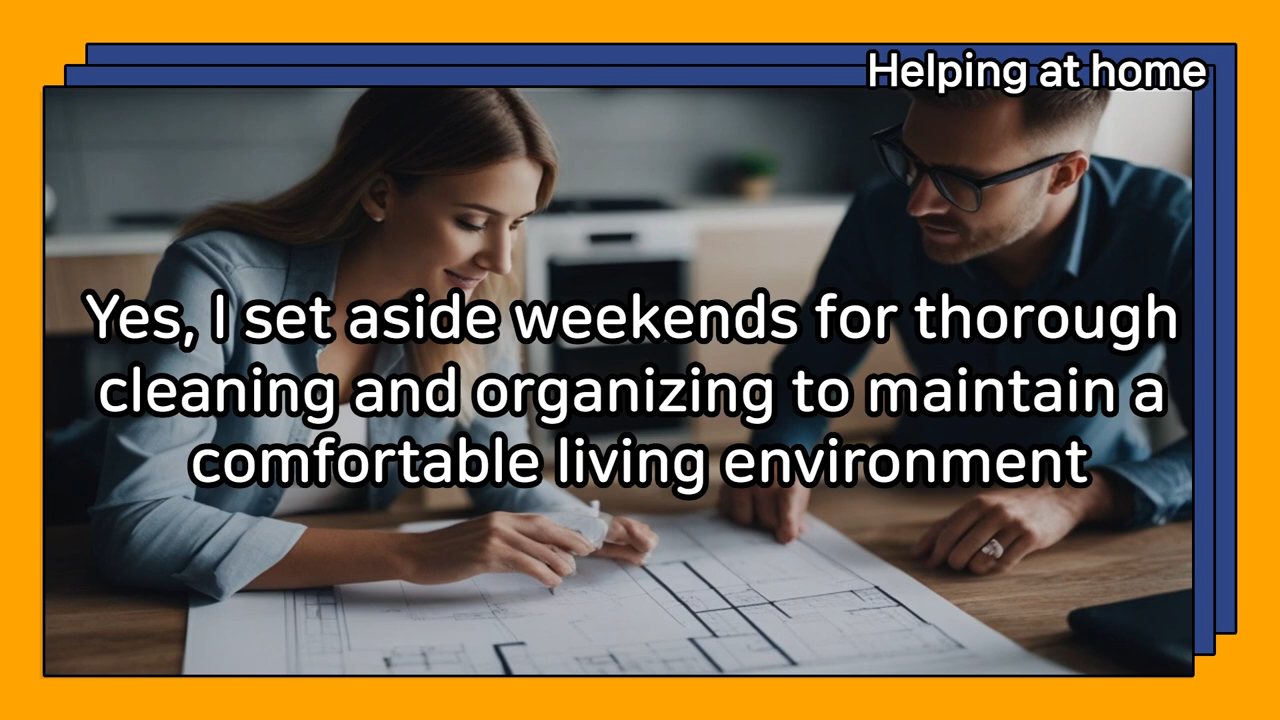 Helping at home
Yes, I set aside weekends for thorough
cleaning and organizing to maintain a
comfortable living environment